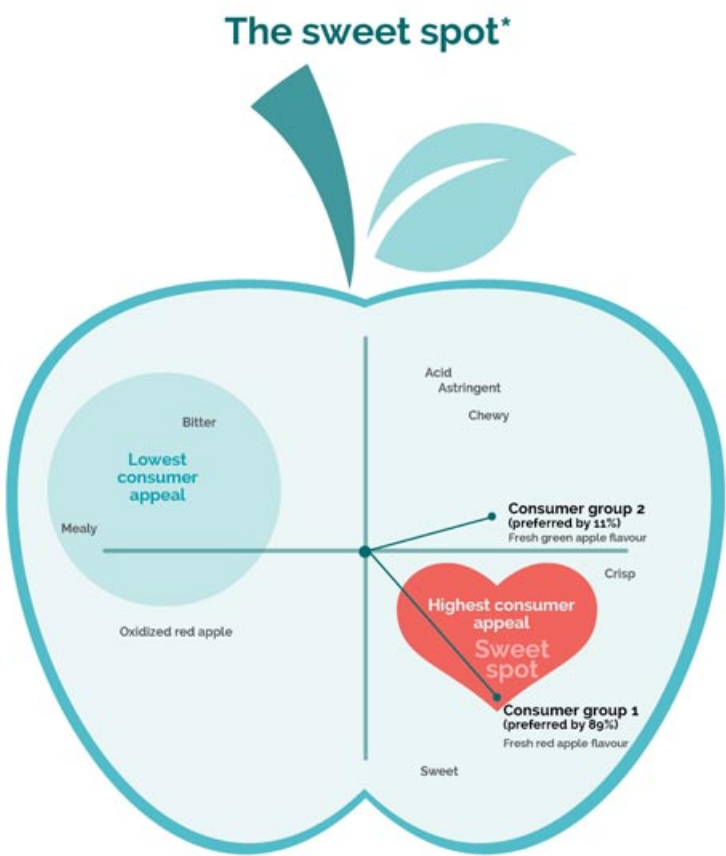 The sweet spot*
Acid
Astringent
Chewy
Bitter
Lowest
consumer
appeal
Mealy
Consumer group 2
(preferred by 11%)
Fresh green apple flavour
Crisp
Highest consumer
appeal
Sweet
spot
Oxidized red apple
Consumer group 1
(preferred by 89%)
Fresh red apple flavour
Sweet